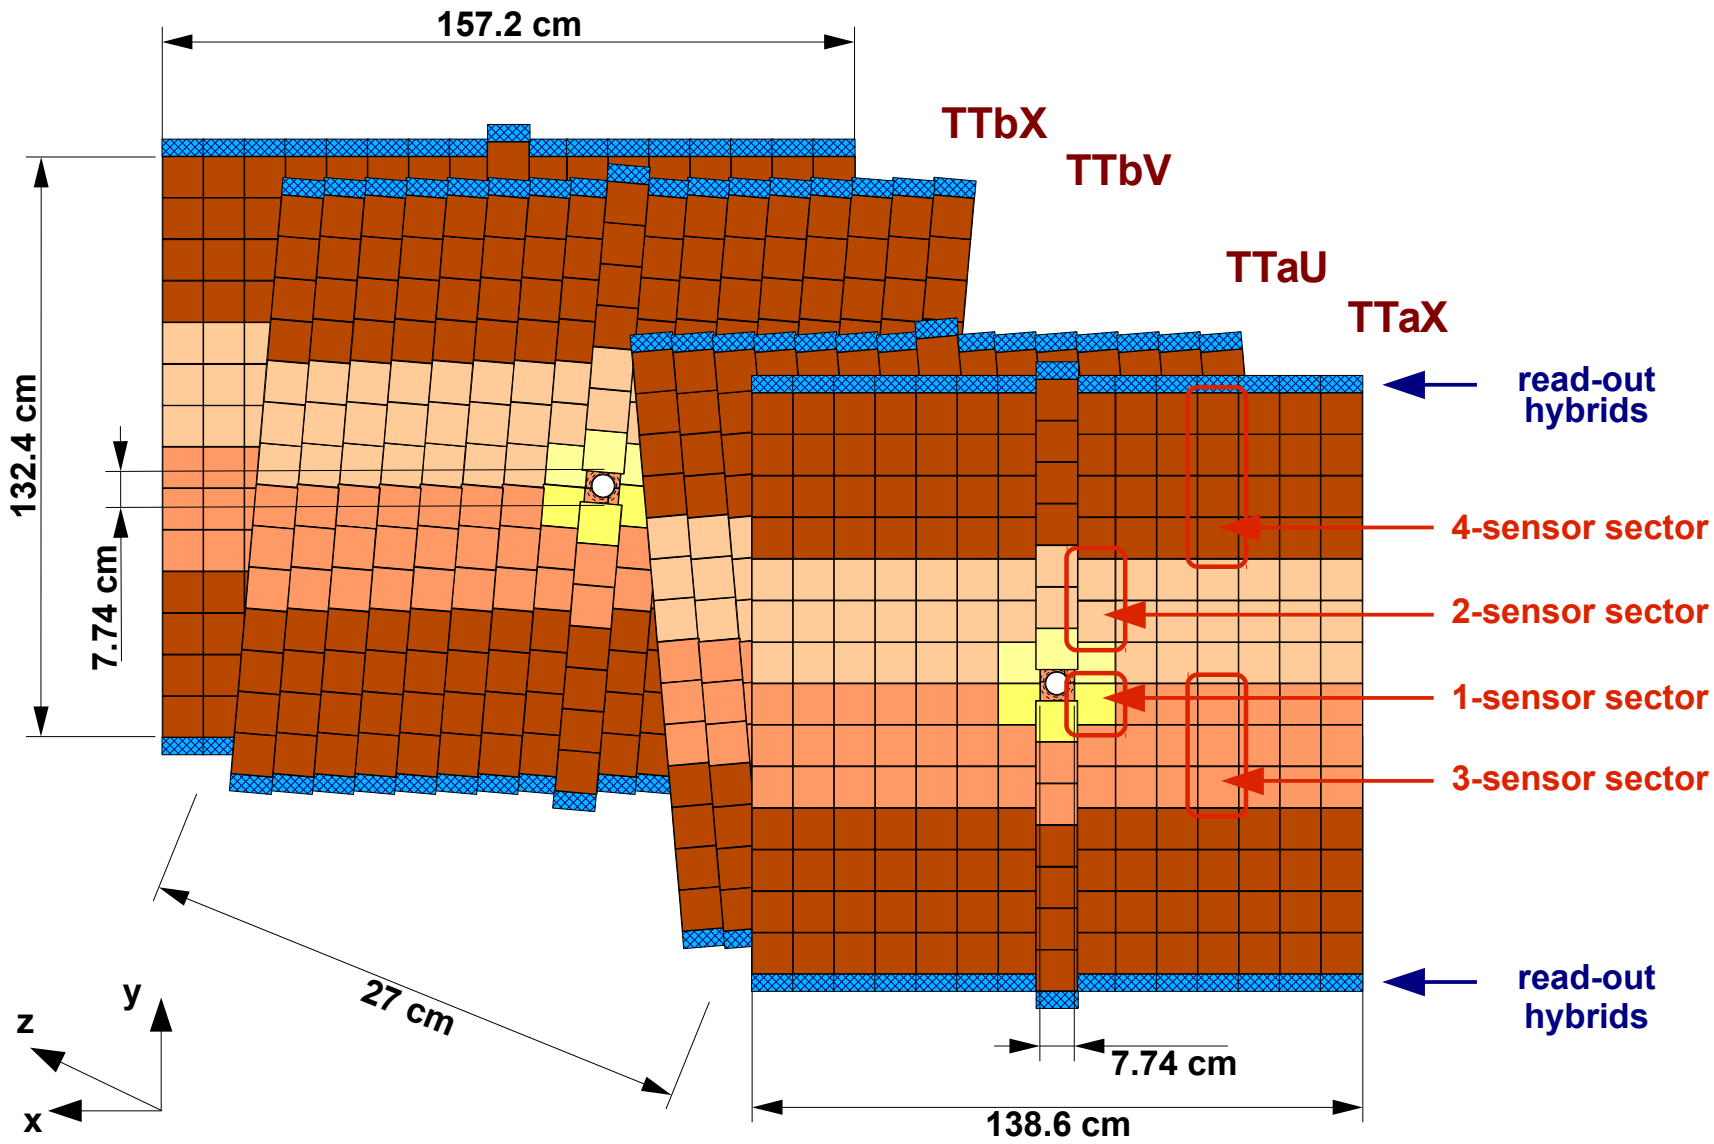 157.2 cm
TTbX
TTbV
TTaU
TTaX
read-out
hybrids
132.4 cm
4-sensor sector
7.74 cm
2-sensor sector
1-sensor sector
3-sensor sector
27 cm
y
z
x
read-out
hybrids
7.74 cm
138.6 cm